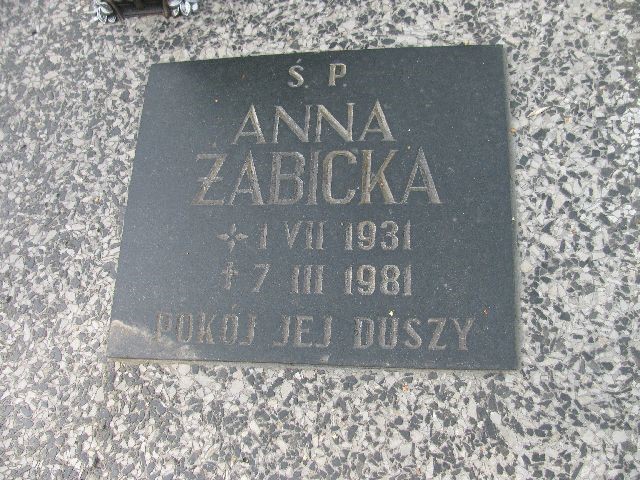 Ś. P.
ANNA
ŻABICKA
1 VII 1931
† 7 III 1981
POKÓJ JEJ DUSZY